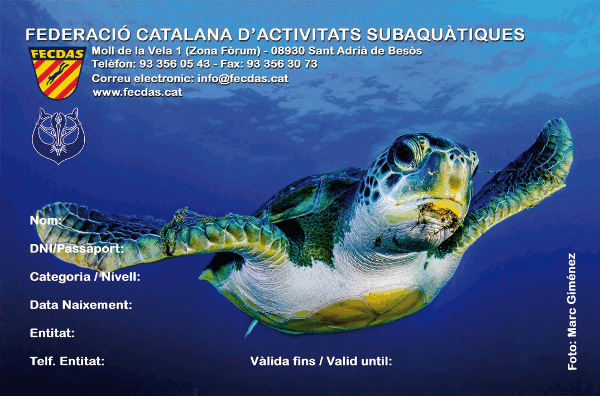 FEDERACIÓ CATALANA D'ACTIVITATS SUBAQUÀTIQUES
FECDAS
Moll de la Vela 1 (Zona Fòrum) - 08930 Sant Adrià de Besòs
Telèfon: 93 356 05 43 - Fax: 93 356 30 73
Correu electronic: info@fecdas.cat
www.fecdas.cat
Nom:
DNI/Passaport:
Categoria / Nivell:
Data Naixement:
Entitat:
Telf. Entitat:
Vàlida fins / Valid until:
Foto: Marc Giménez